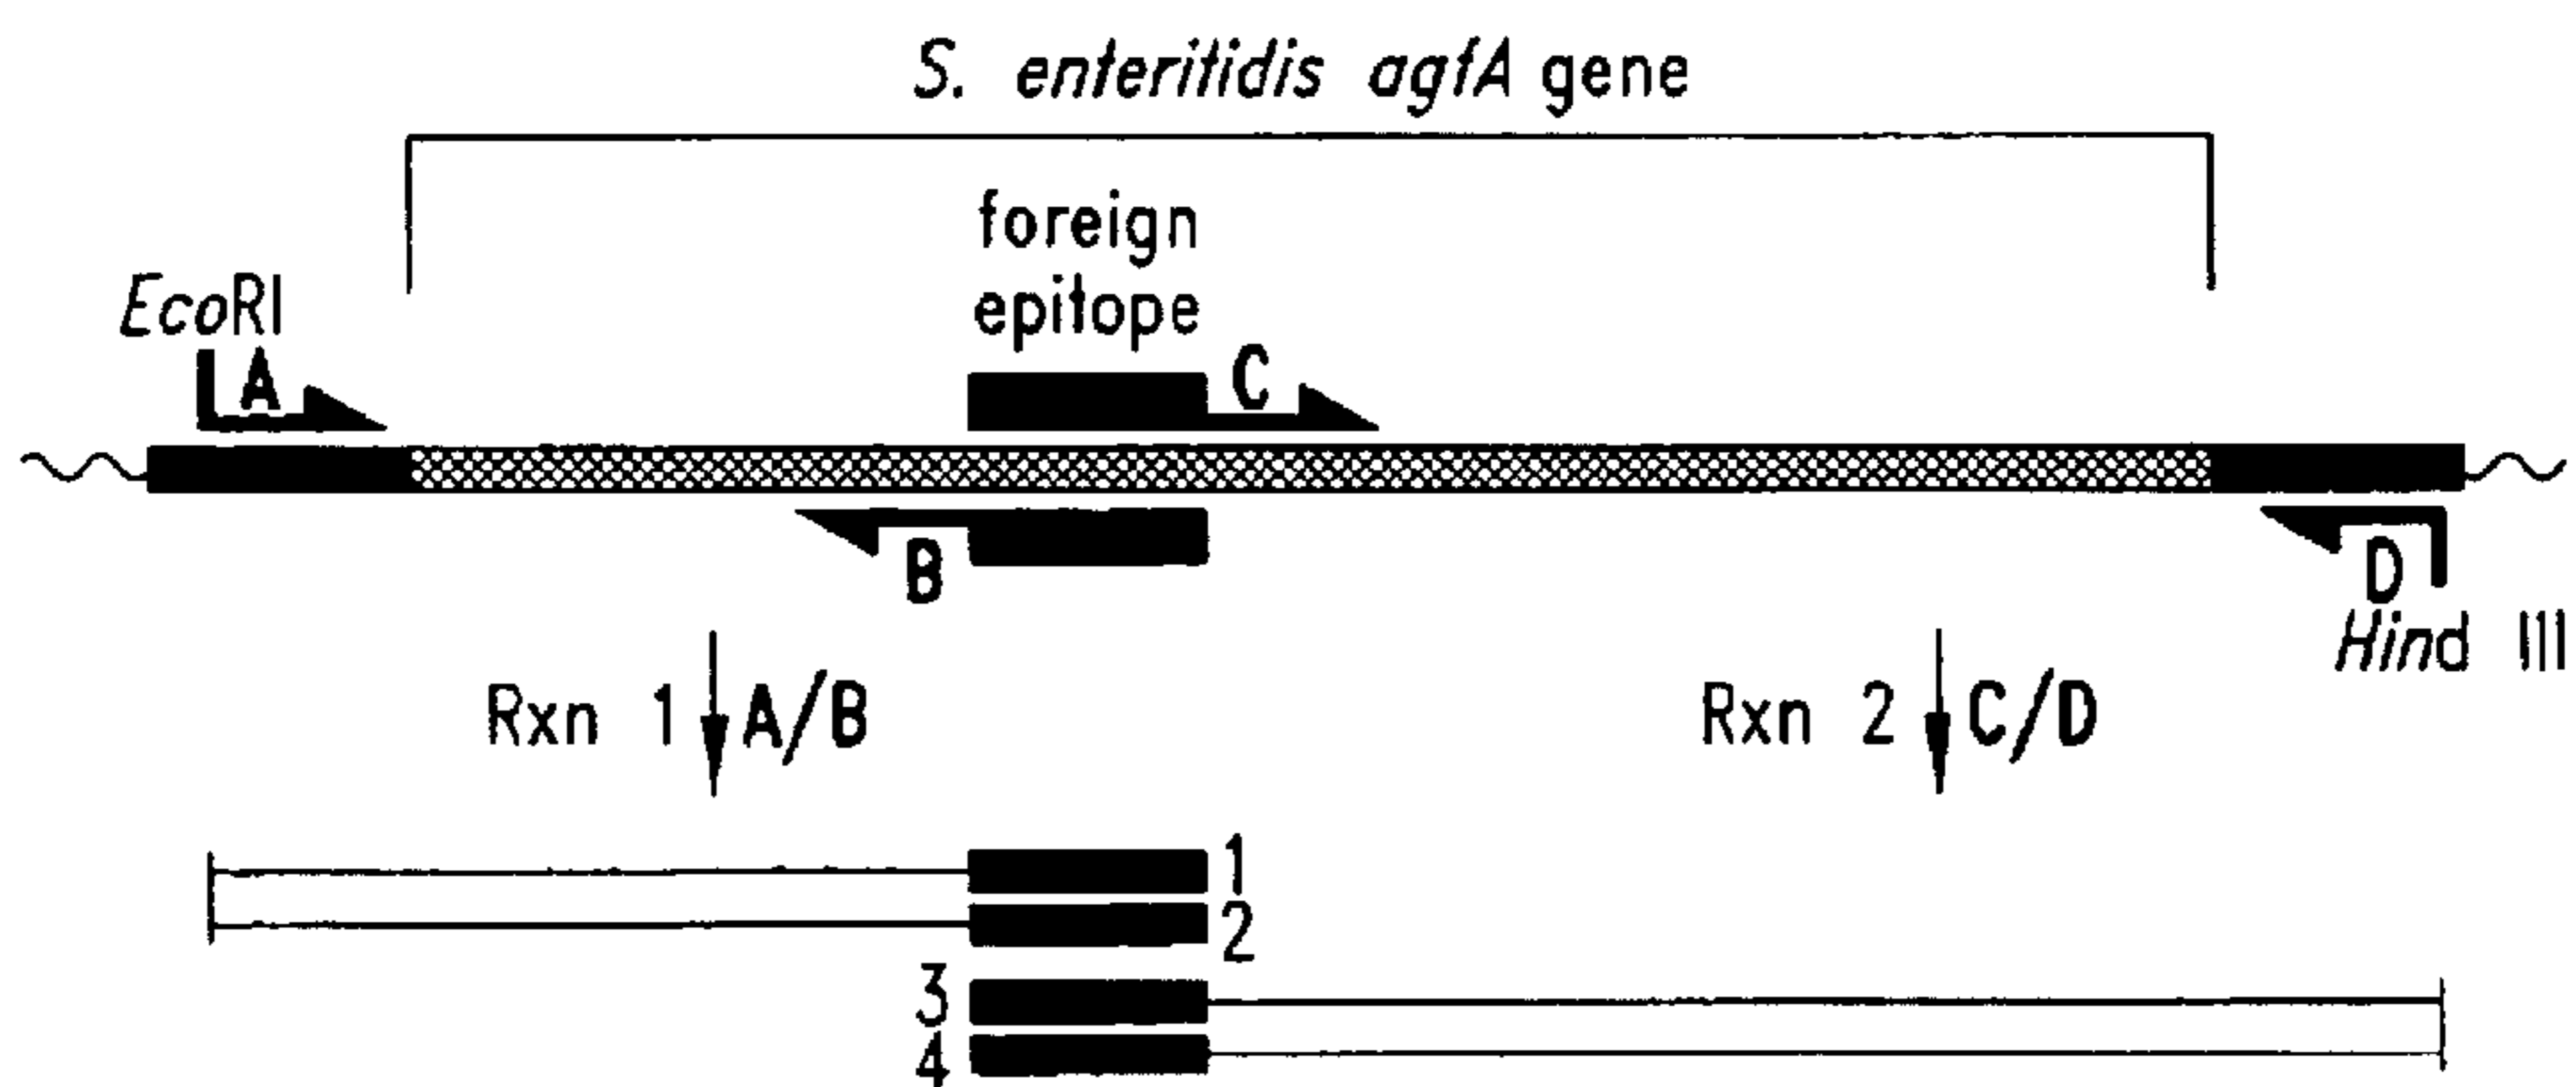 S. enteritidis agfA gene
foreign
epitope
EcoRI
A
C
B
D
Hind III
Rxn 1 A/B
Rxn 2 C/D
1
2
3
4